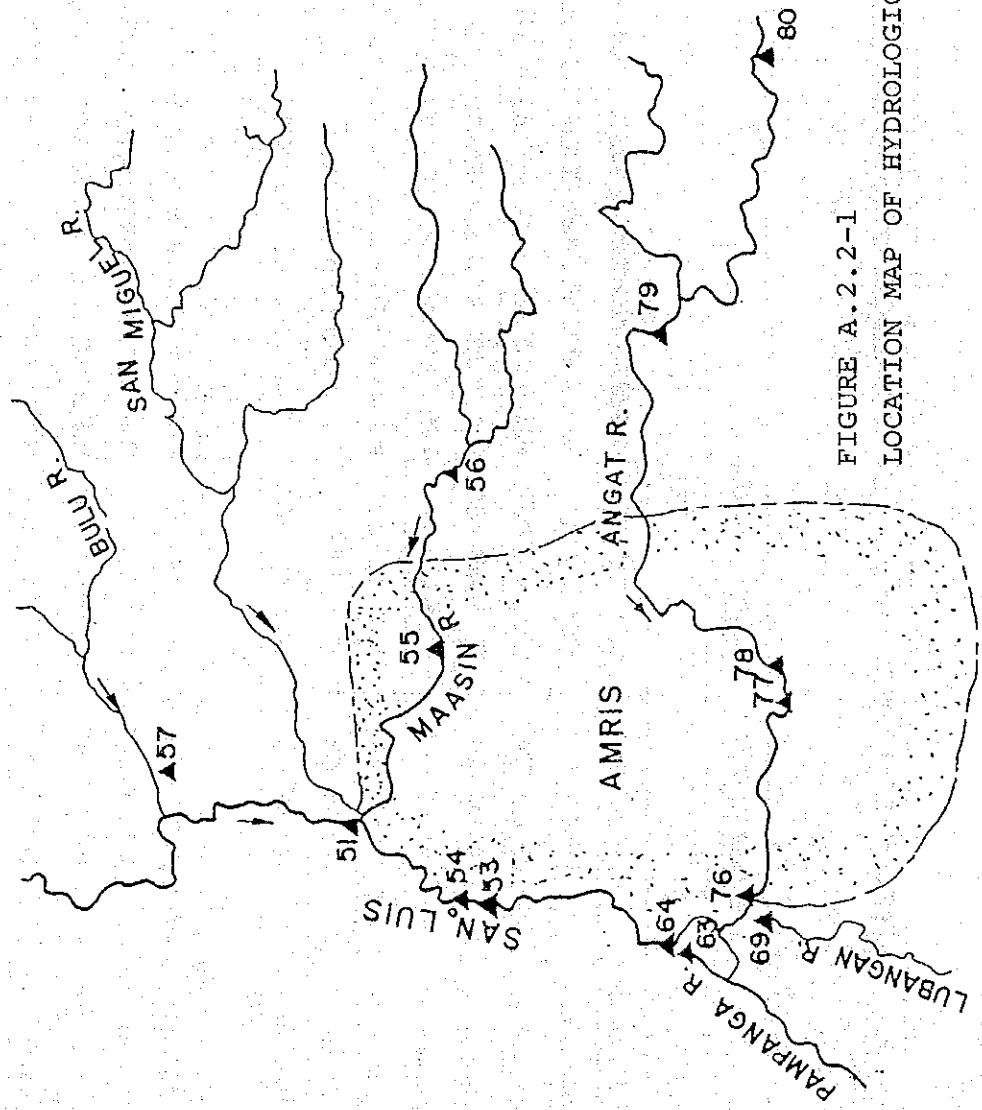 BULU R.
SAN MIGUEL R.
57
51
54
53
SAN LUIS
55
MAASIN R.
56
AMRIS
ANGAT R.
79
80
78
77
76
64
63
69
PAMPANGA R.
LUBANGAN R.
FIGURE A.2.2.2-1
LOCATION MAP OF HYDROLOGIC